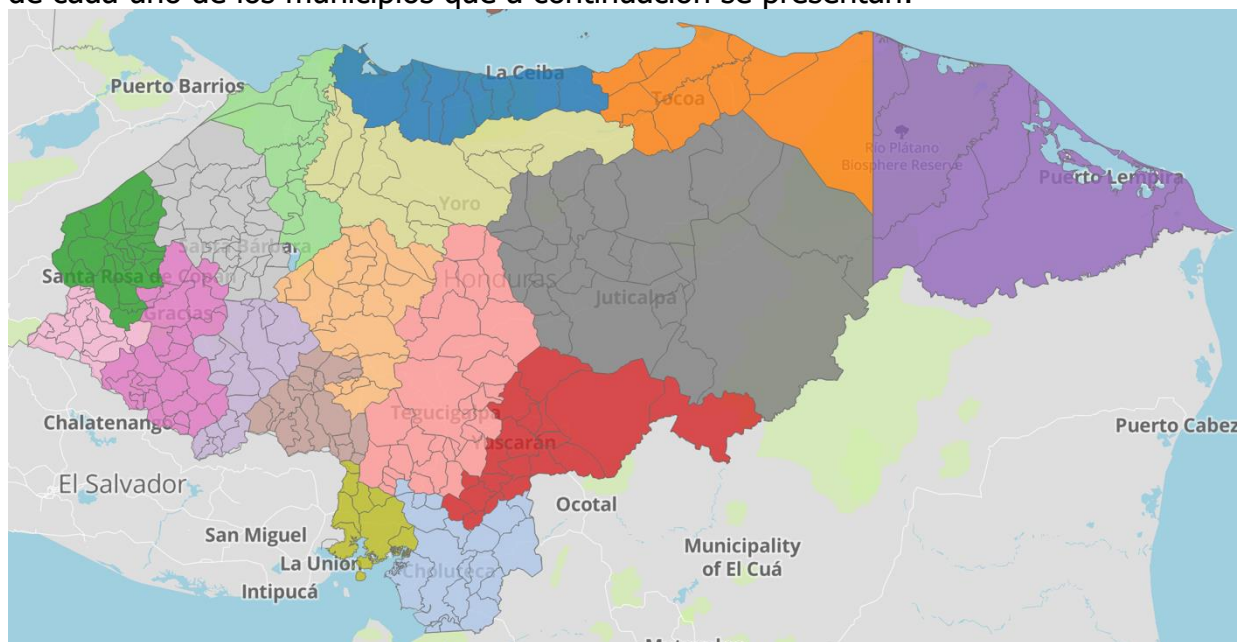 de cada uno de los municipios que a continuación se presentan.
La Ceiba
Puerto Barrios
Tocoa
Río Plátano
Biosphere Reserve
Puerto Lempira
Yoro
Santa Bárbara
Santa Rosa de Copán
Honduras
Juticalpa
Gracias
Tegucigalpa
Chalatenango
Puerto Cabez
Yuscarán
El Salvador
Ocotal
San Miguel
Municipality
of El Cuá
La Unión
Choluteca
Intipucá